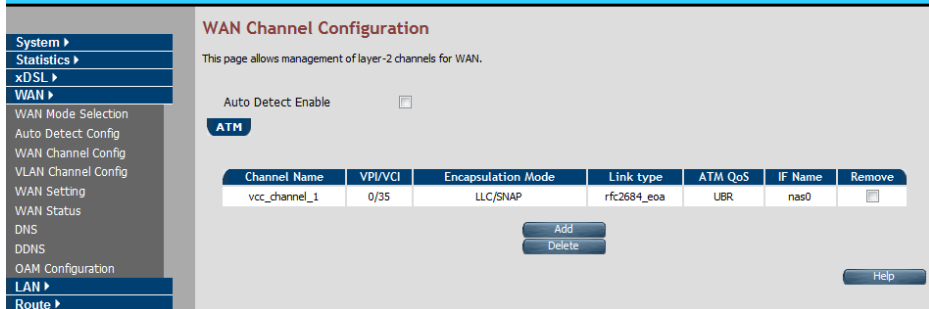 WAN Channel Configuration
System
Statistics
This page allows management of layer-2 channels for WAN.
xDSL
WAN
WAN Mode Selection
Auto Detect Config
WAN Channel Config
VLAN Channel Config
WAN Setting
WAN Status
DNS
DDNS
OAM Configuration
LAN
Route
Auto Detect Enable
ATM
Channel Name VPI/VCI Encapsulation Mode Link type ATM QoS IF Name Remove
vcc_channel_1 0/35 LLC/SNAP rfc2684_eoa UBR nas0
Add
Delete
Help